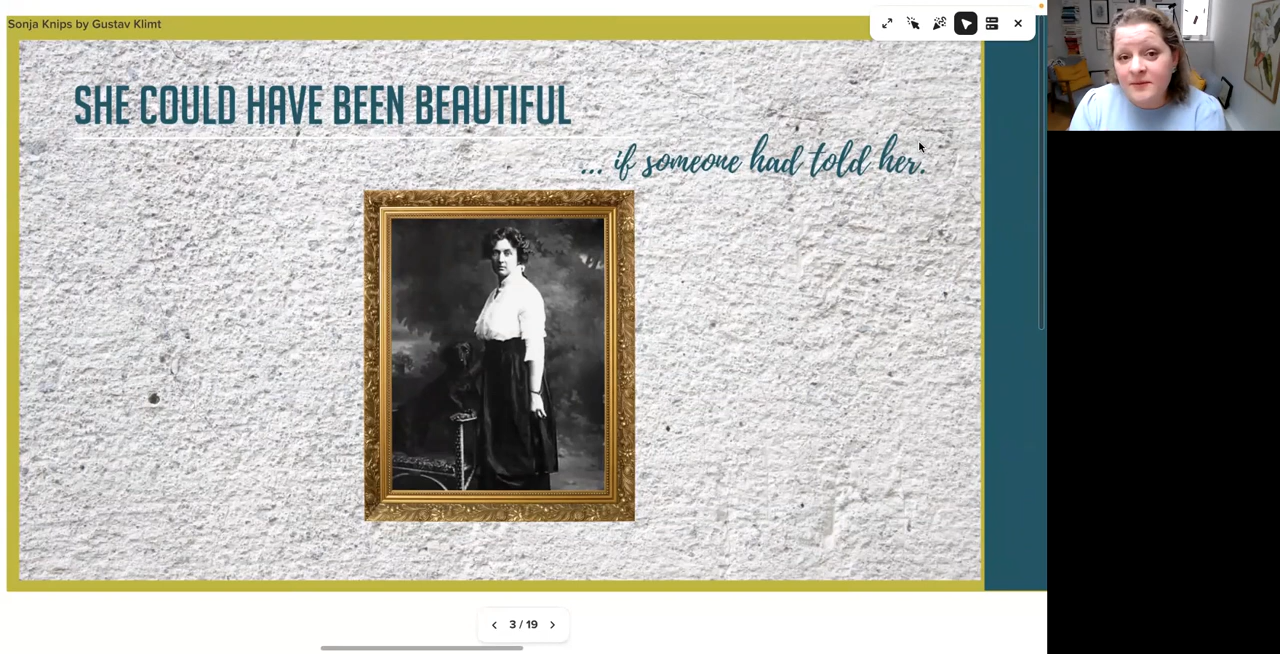 Sonja Knips by Gustav Klimt
SHE COULD HAVE BEEN BEAUTIFUL
... if someone had told her.
3 / 19